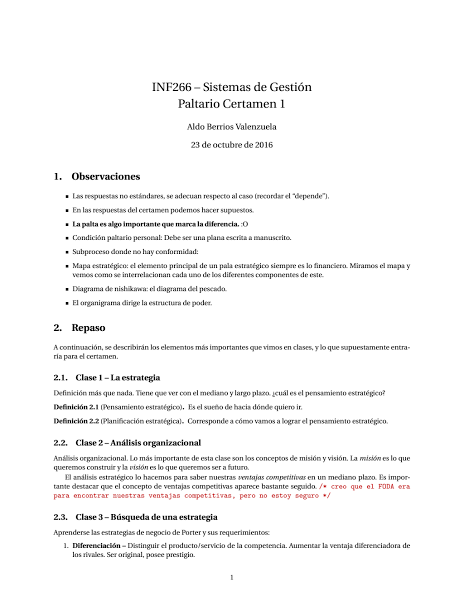 INF266 – Sistemas de Gestión
Paltario Certamen 1
Aldo Berrios Valenzuela
23 de octubre de 2016
1. Observaciones
▪ Las respuestas no estándares, se adecuan respecto al caso (recordar el “depende”).
▪ En las respuestas del certamen podemos hacer supuestos.
▪ La palta es algo importante que marca la diferencia. :O
▪ Condición paltario personal: Debe ser una plana escrita a manuscrito.
▪ Subproceso donde no hay conformidad:
▪ Mapa estratégico: el elemento principal de un pala estratégico siempre es lo financiero. Miramos el mapa y
vemos como se interrelacionan cada uno de los diferentes componentes de este.
▪ Diagrama de nishikawa: el diagrama del pescado.
▪ El organigrama dirige la estructura de poder.
2. Repaso
A continuación, se describirán los elementos más importantes que vimos en clases, y lo que supuestamente entra-
ría para el certamen.
2.1. Clase 1 – La estrategia
Definición más que nada. Tiene que ver con el mediano y largo plazo. ¿cuál es el pensamiento estratégico?
Definición 2.1 (Pensamiento estratégico). Es el sueño de hacia dónde quiero ir.
Definición 2.2 (Planificación estratégica). Corresponde a cómo vamos a lograr el pensamiento estratégico.
2.2. Clase 2 – Análisis organizacional
Análisis organizacional. Lo más importante de esta clase son los conceptos de misión y visión. La misión es lo que
queremos construir y la visión es lo que queremos ser a futuro.
El análisis estratégico lo hacemos para saber nuestras ventajas competitivas en un mediano plazo. Es impor-
tante destacar que el concepto de ventajas competitivas aparece bastante seguido. /* creo que el FODA era
para encontrar nuestras ventajas competitivas, pero no estoy seguro */
2.3. Clase 3 – Búsqueda de una estrategia
Aprenderse las estrategias de negocio de Porter y sus requerimientos:
1. Diferenciación – Distinguir el producto/servicio de la competencia. Aumentar la ventaja diferenciadora de
los rivales. Ser original, posee prestigio.
1